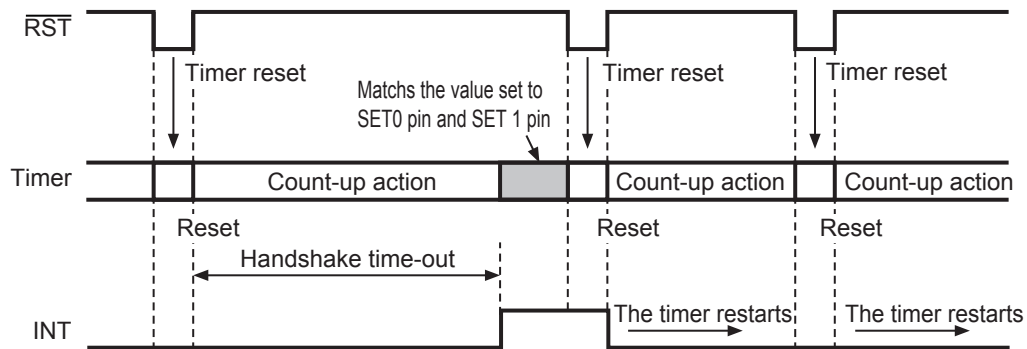 RST
Timer reset
Timer reset
Timer reset
Matchs the value set to
SET0 pin and SET 1 pin
Timer
Count-up action
Count-up action
Count-up action
Reset
Reset
Reset
Handshake time-out
INT
The timer restarts
The timer restarts